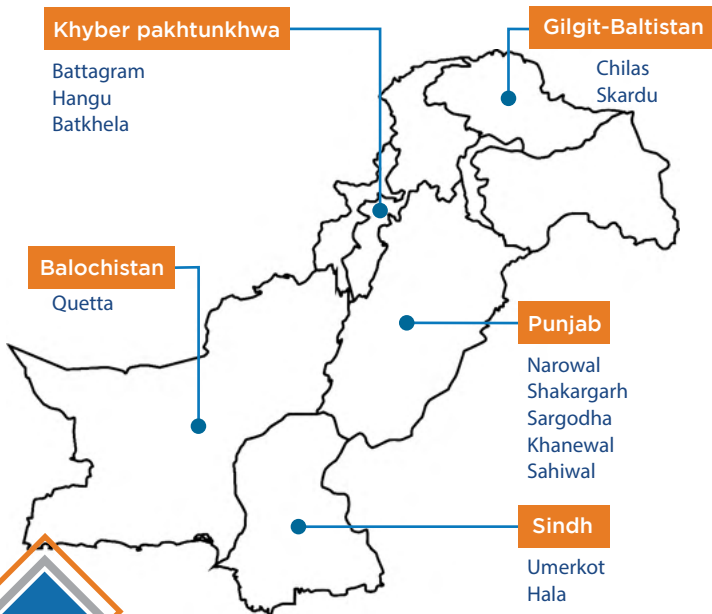 Khyber pakhtunkhwa
Battagram
Hangu
Batkhela
Gilgit-Baltistan
Chilas
Skardu
Balochistan
Quetta
Punjab
Narowal
Shakargarh
Sargodha
Khanewal
Sahiwal
Sindh
Umerkot
Hala